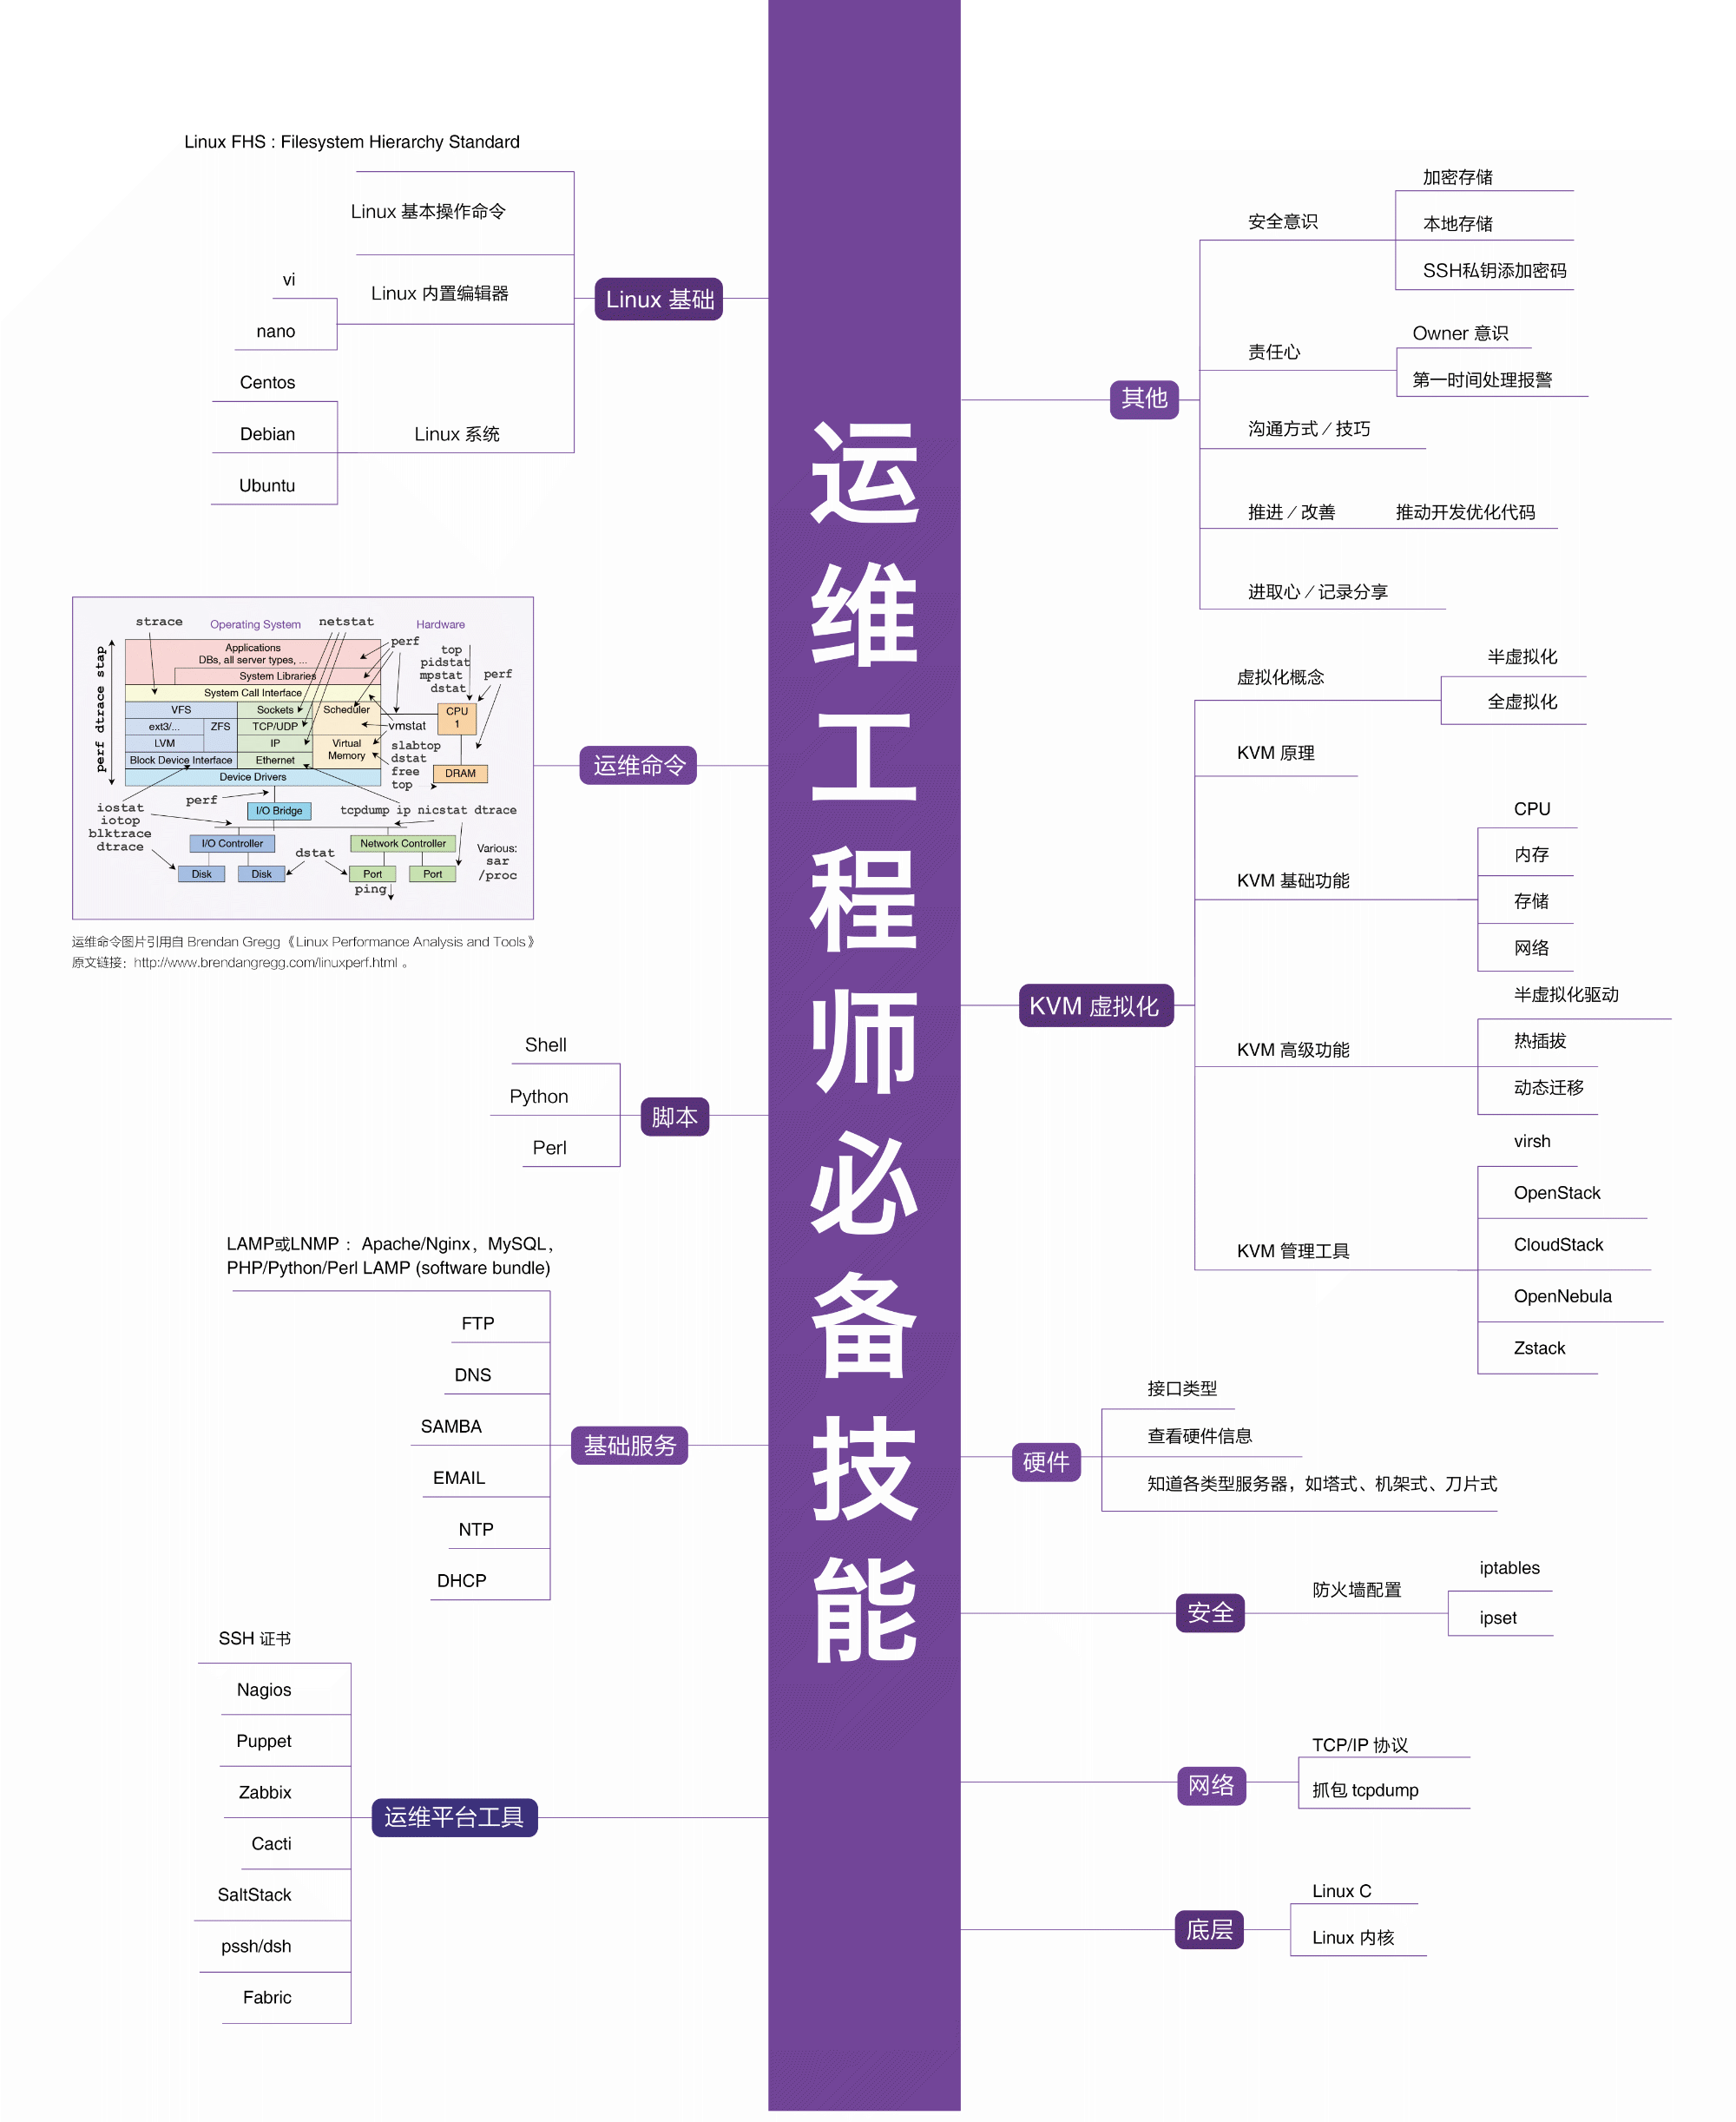 运维工程师必备技能
Linux 基础
Linux FHS : Filesystem Hierarchy Standard
Linux 基本操作命令
Linux 内置编辑器
vi
nano
Linux 系统
Centos
Debian
Ubuntu
运维命令
strace
Operating System
netstat
Hardware
perf dtrace stap
Applications
DBs, all server types, ...
System Libraries
System Call Interface
perf
top
pidstat
mpstat
dstat
perf
VFS
Sockets
Scheduler
CPU
1
ext3/...
ZFS
TCP/UDP
vmstat
LVM
IP
Virtual
Memory
slabtop
dstat
free
top
Block Device Interface
Ethernet
DRAM
Device Drivers
perf
I/O Bridge
tcpdump ip nicstat dtrace
iostat
iotop
blktrace
dtrace
I/O Controller
Network Controller
dstat
Various:
sar
/proc
Disk
Disk
Port
Port
ping
运维命令图片引用自 Brendan Gregg《Linux Performance Analysis and Tools》
原文链接：http://www.brendangregg.com/linuxperf.html 。
脚本
Shell
Python
Perl
基础服务
LAMP或LNMP ：Apache/Nginx，MySQL，
PHP/Python/Perl LAMP (software bundle)
FTP
DNS
SAMBA
EMAIL
NTP
DHCP
运维平台工具
SSH 证书
Nagios
Puppet
Zabbix
Cacti
SaltStack
pssh/dsh
Fabric
其他
安全意识
加密存储
本地存储
SSH私钥添加密码
责任心
Owner 意识
第一时间处理报警
沟通方式／技巧
推进／改善
推动开发优化代码
进取心／记录分享
KVM 虚拟化
虚拟化概念
半虚拟化
全虚拟化
KVM 原理
KVM 基础功能
CPU
内存
存储
网络
KVM 高级功能
半虚拟化驱动
热插拔
动态迁移
KVM 管理工具
virsh
OpenStack
CloudStack
OpenNebula
Zstack
硬件
接口类型
查看硬件信息
知道各类型服务器，如塔式、机架式、刀片式
安全
防火墙配置
iptables
ipset
网络
TCP/IP 协议
抓包 tcpdump
底层
Linux C
Linux 内核